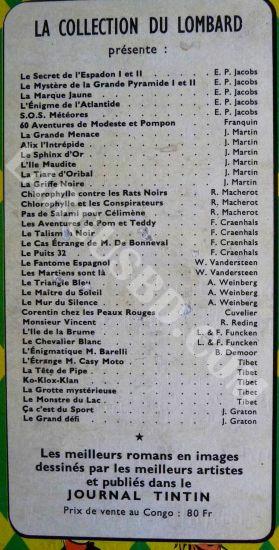 LA COLLECTION DU LOMBARD
présente :
Le Secret de l'Espadon I et II . E. P. Jacobs
Le Mystère de la Grande Pyramide I et II . E. P. Jacobs
La Marque Jaune . E. P. Jacobs
L'Énigme de l'Atlantide . E. P. Jacobs
S.O.S. Météores . E. P. Jacobs
60 Aventures de Modeste et Pompon . Franquin
La Grande Menace . J. Martin
Alix l'Intrépide . J. Martin
Le Sphinx d'Or . J. Martin
L'Ile Maudite . J. Martin
La Tiare d'Oribal . J. Martin
La Griffe Noire . J. Martin
Chlorophylle contre les Rats Noirs . R. Macherot
Chlorophylle et les Conspirateurs . R. Macherot
Pas de Salami pour Célimène . R. Macherot
Les Aventures de Pom et Teddy . F. Craenhals
Le Talisman Noir . F. Craenhals
Le Cas Étrange de M. De Bonneval . F. Craenhals
Le Puits 32 . F. Craenhals
Le Fantome Espagnol . W. Vandersteen
Les Martiens sont là . W. Vandersteen
Le Triangle Bleu . A. Weinberg
Le Maître du Soleil . A. Weinberg
Le Mur du Silence . A. Weinberg
Corentin chez les Peaux Rouges . Cuvelier
Monsieur Vincent . R. Reding
L'Ile de la Brume . L. & F. Funcken
Le Chevalier Blanc . L. & F. Funcken
L'Énigmatique M. Barelli . B. Demoor
L'Étrange M. Casy Moto . Tibet
La Tête de Pipe . Tibet
Ko-Klox-Klan . Tibet
La Grotte mystérieuse . Tibet
Le Monstre du Lac . Tibet
Ça c'est du Sport . J. Graton
Le Grand défi . J. Graton
★
Les meilleurs romans en images
dessinés par les meilleurs artistes
et publiés dans le
JOURNAL TINTIN
Prix de vente au Congo : 80 Fr